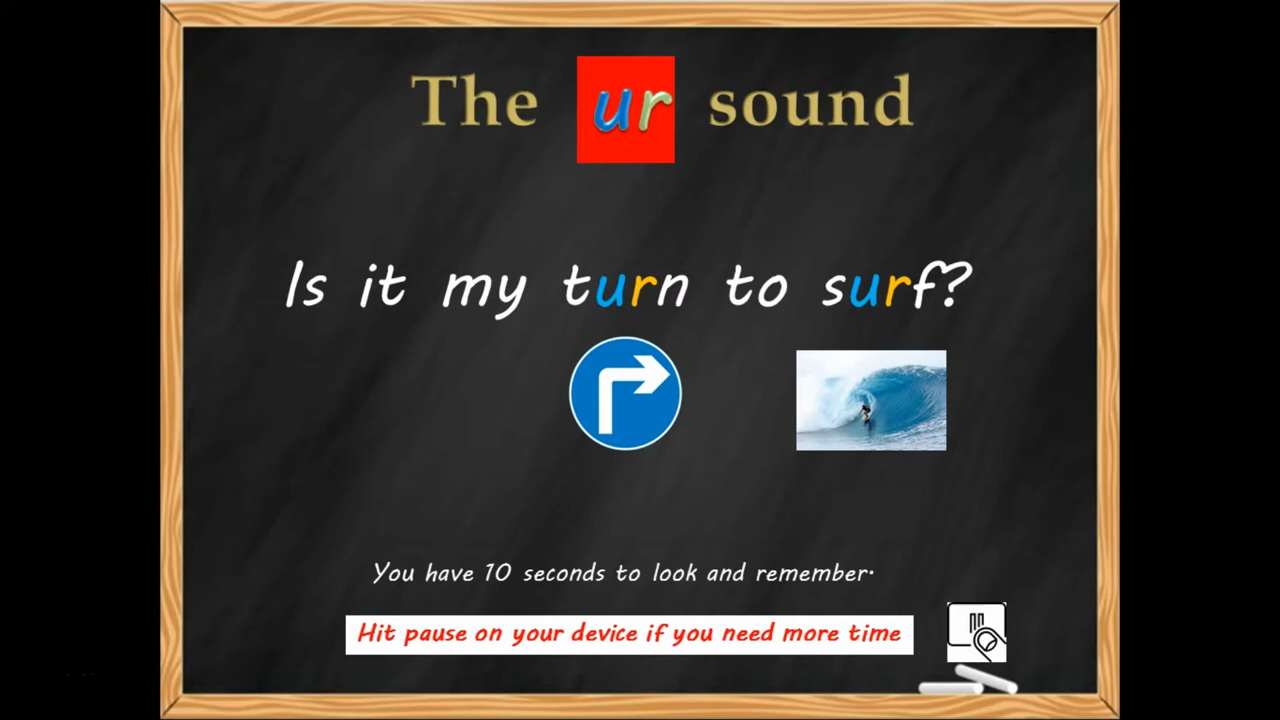 The ur sound
Is it my turn to surf?
You have 10 seconds to look and remember.
Hit pause on your device if you need more time